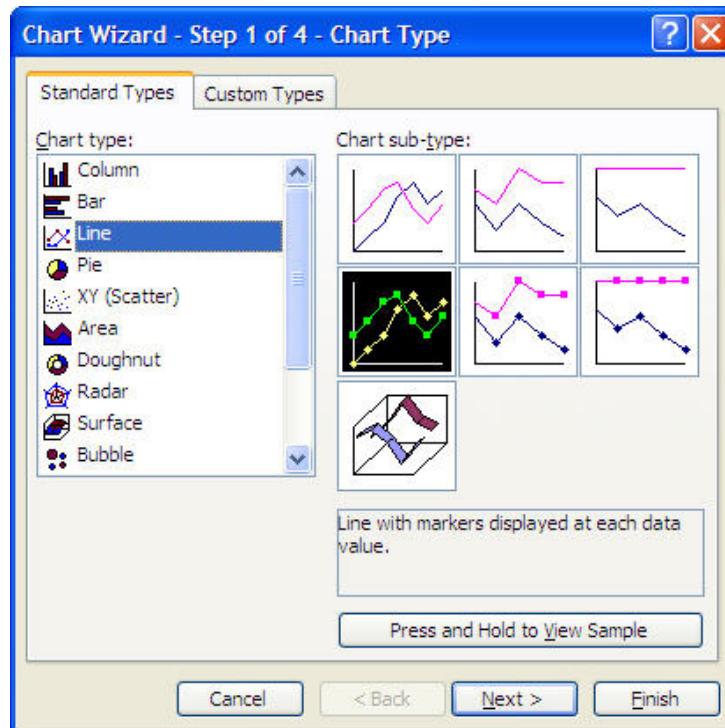 Chart Wizard - Step 1 of 4 - Chart Type
Standard Types
Custom Types
Chart type:
Column
Bar
Line
Pie
XY (Scatter)
Area
Doughnut
Radar
Surface
Bubble
Chart sub-type:
Line with markers displayed at each data
value.
Press and Hold to View Sample
Cancel
< Back
Next >
Finish